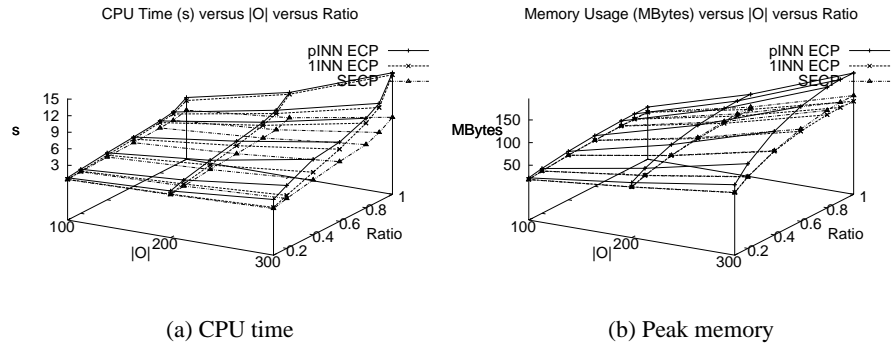 CPU Time (s) versus |O| versus Ratio
pINN ECP
1INN ECP
SECP
15
12
9
6
3
s
100
200
300
|O|
0.2
0.4
0.6
0.8
1
Ratio
(a) CPU time
Memory Usage (MBytes) versus |O| versus Ratio
pINN ECP
1INN ECP
SECP
150
100
50
MBytes
100
200
300
|O|
0.2
0.4
0.6
0.8
1
Ratio
(b) Peak memory